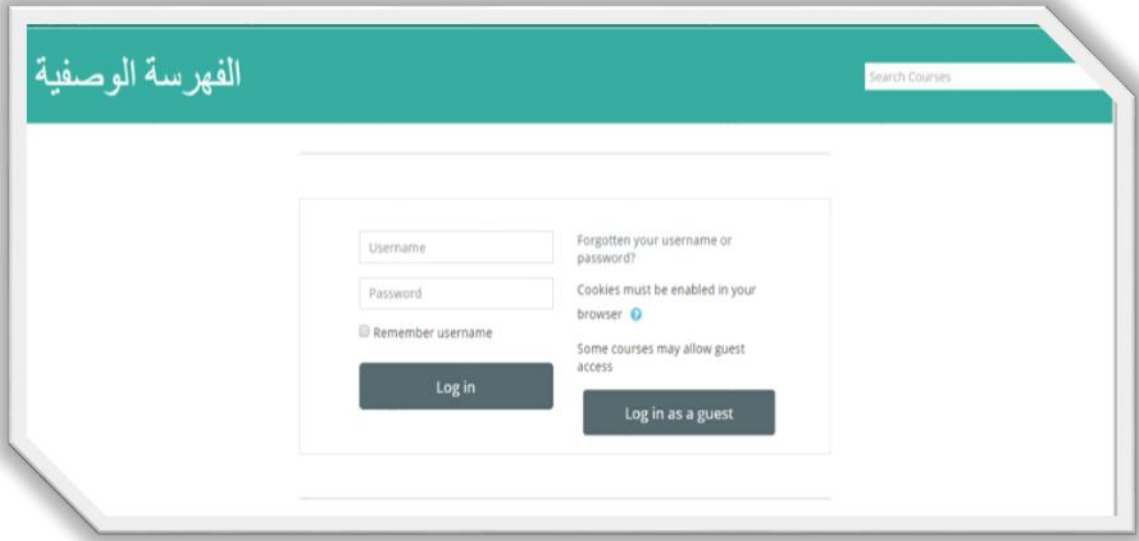 الفهرسة الوصفية
Search Courses
Username
Password
Remember username
Log in
Forgotten your username or
password?
Cookies must be enabled in your
browser
Some courses may allow guest
access
Log in as a guest